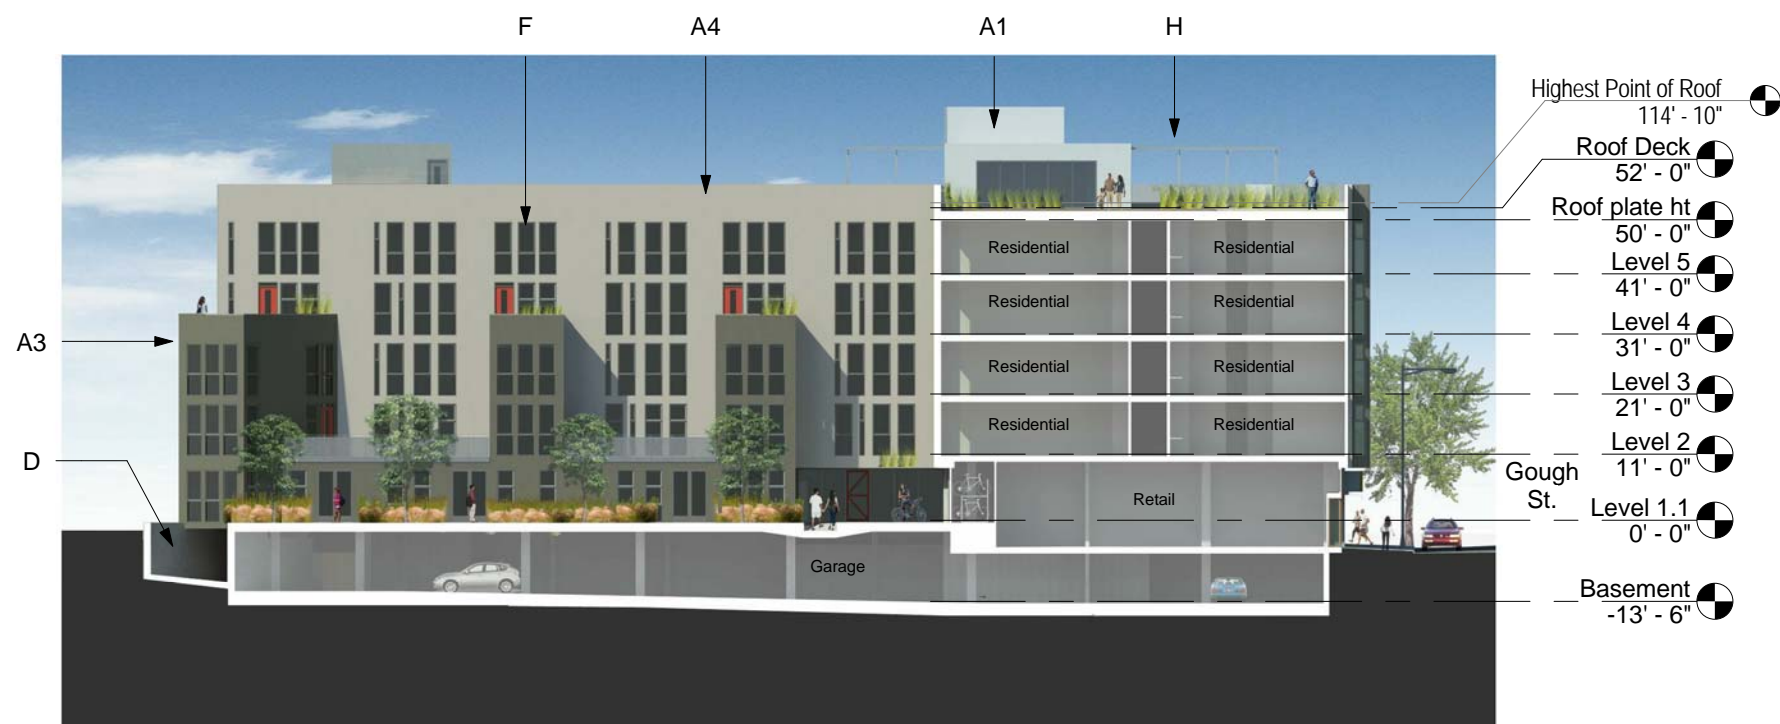 F A4 A1 H
Highest Point of Roof
114' - 10"
Roof Deck
52' - 0"
Roof plate ht
50' - 0"
Residential Residential
Level 5
41' - 0"
Residential Residential
Level 4
31' - 0"
A3
Residential Residential
Level 3
21' - 0"
Residential Residential
Level 2
11' - 0"
D
Gough
St.
Retail
Level 1.1
0' - 0"
Garage
Basement
-13' - 6"